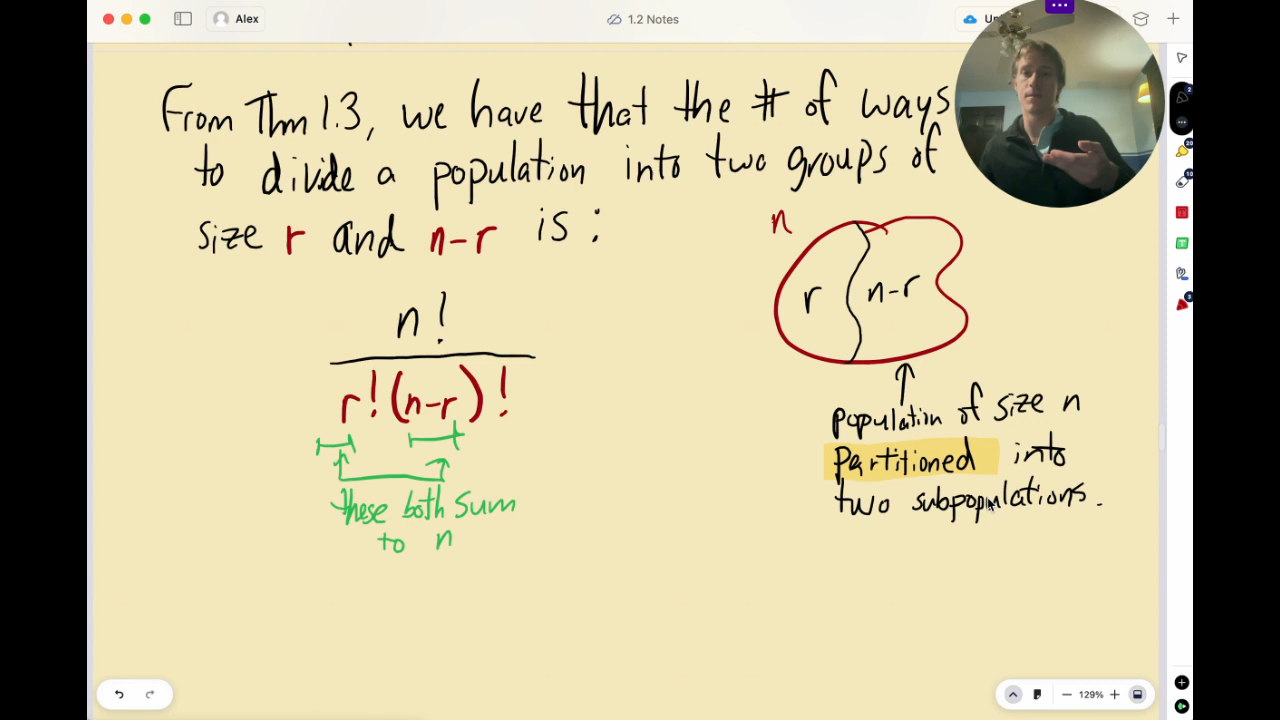 Alex
1.2 Notes
From Thm 1.3, we have that the # of ways
to divide a population into two groups of
size r and n-r is :
n
r
n-r
n!
r!(n-r)!
these both sum
to n
population of size n
Partitioned into
two subpopulations.
129%